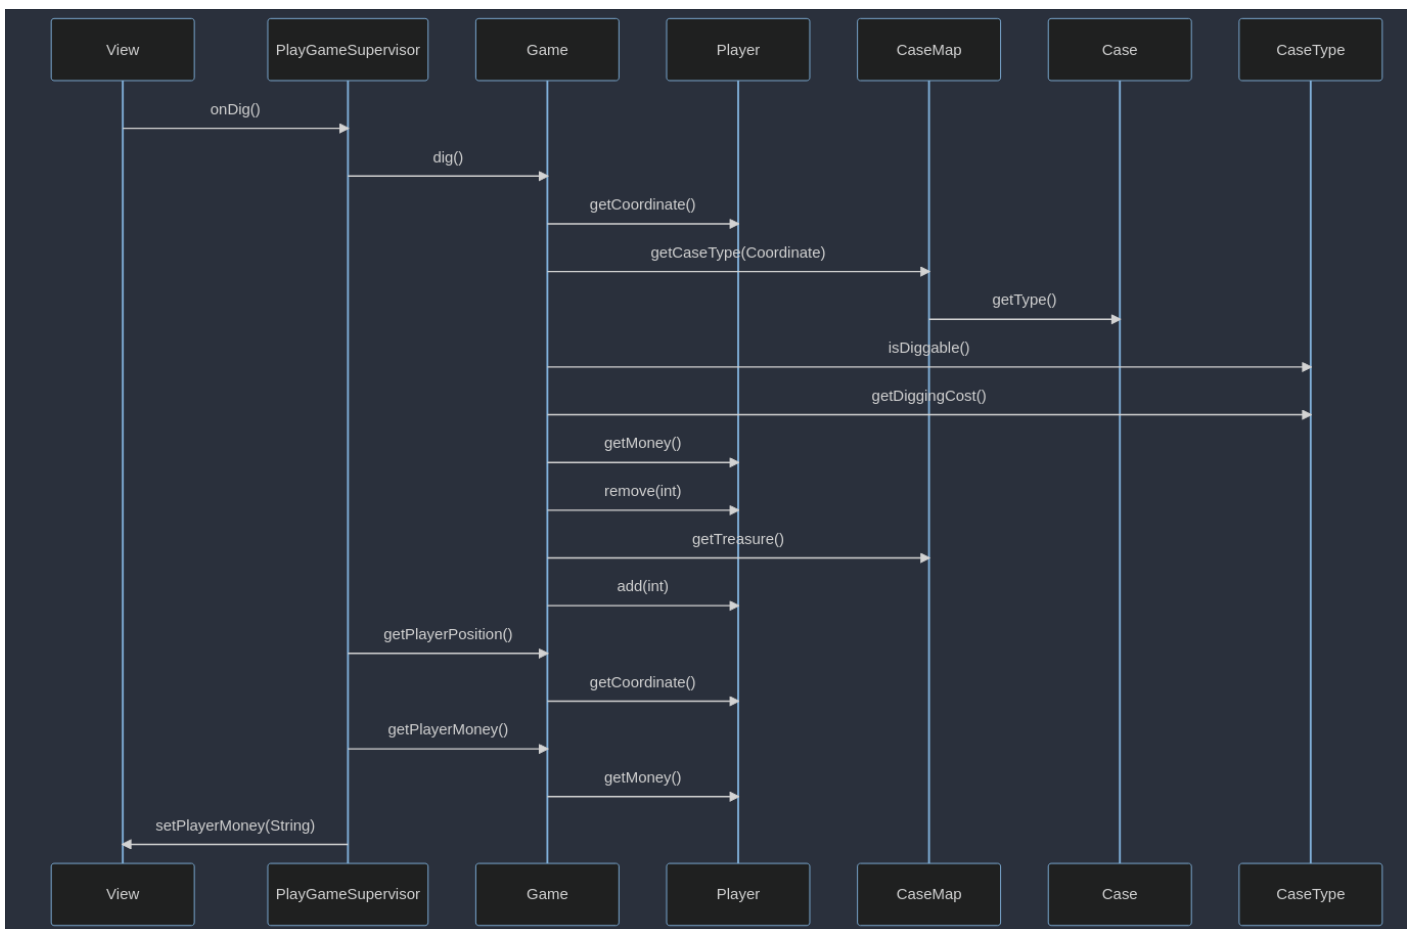 View
PlayGameSupervisor
Game
Player
CaseMap
Case
CaseType
onDig()
dig()
getCoordinate()
getCaseType(Coordinate)
getType()
isDiggable()
getDiggingCost()
getMoney()
remove(int)
getTreasure()
add(int)
getPlayerPosition()
getCoordinate()
getPlayerMoney()
getMoney()
setPlayerMoney(String)
View
PlayGameSupervisor
Game
Player
CaseMap
Case
CaseType